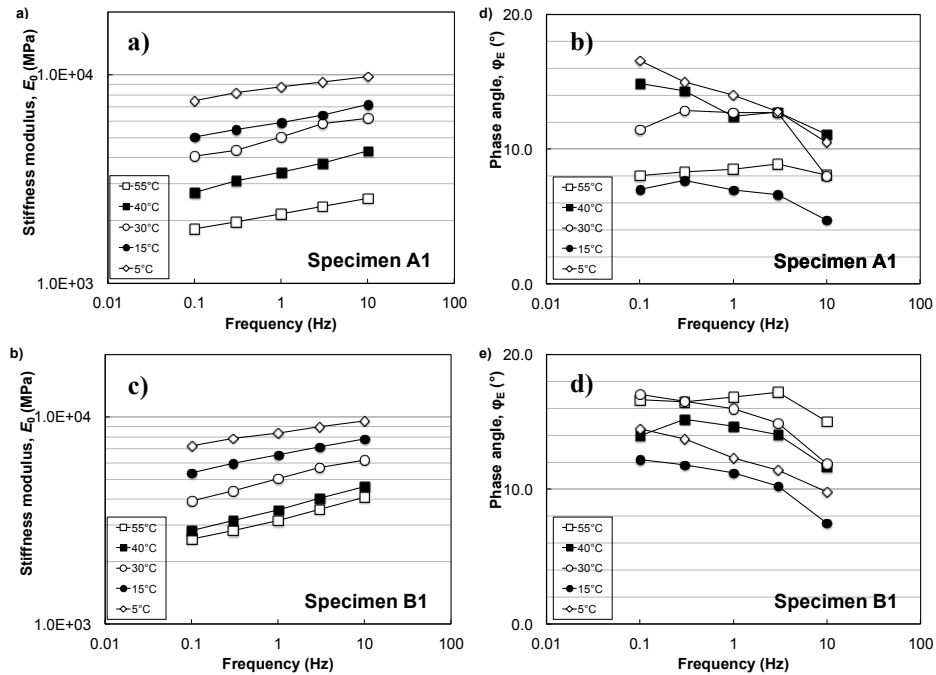 a)
a)
Stiffness modulus, E₀ (MPa)
1.0E+04
1.0E+03
55°C
40°C
30°C
15°C
5°C
Specimen A1
0.01 0.1 1 10 100
Frequency (Hz)
d)
b)
Phase angle, φE (°)
20.0
10.0
0.0
55°C
40°C
30°C
15°C
5°C
Specimen A1
0.01 0.1 1 10 100
Frequency (Hz)
b)
c)
Stiffness modulus, E₀ (MPa)
1.0E+04
1.0E+03
55°C
40°C
30°C
15°C
5°C
Specimen B1
0.01 0.1 1 10 100
Frequency (Hz)
e)
d)
Phase angle, φE (°)
20.0
10.0
0.0
55°C
40°C
30°C
15°C
5°C
Specimen B1
0.01 0.1 1 10 100
Frequency (Hz)